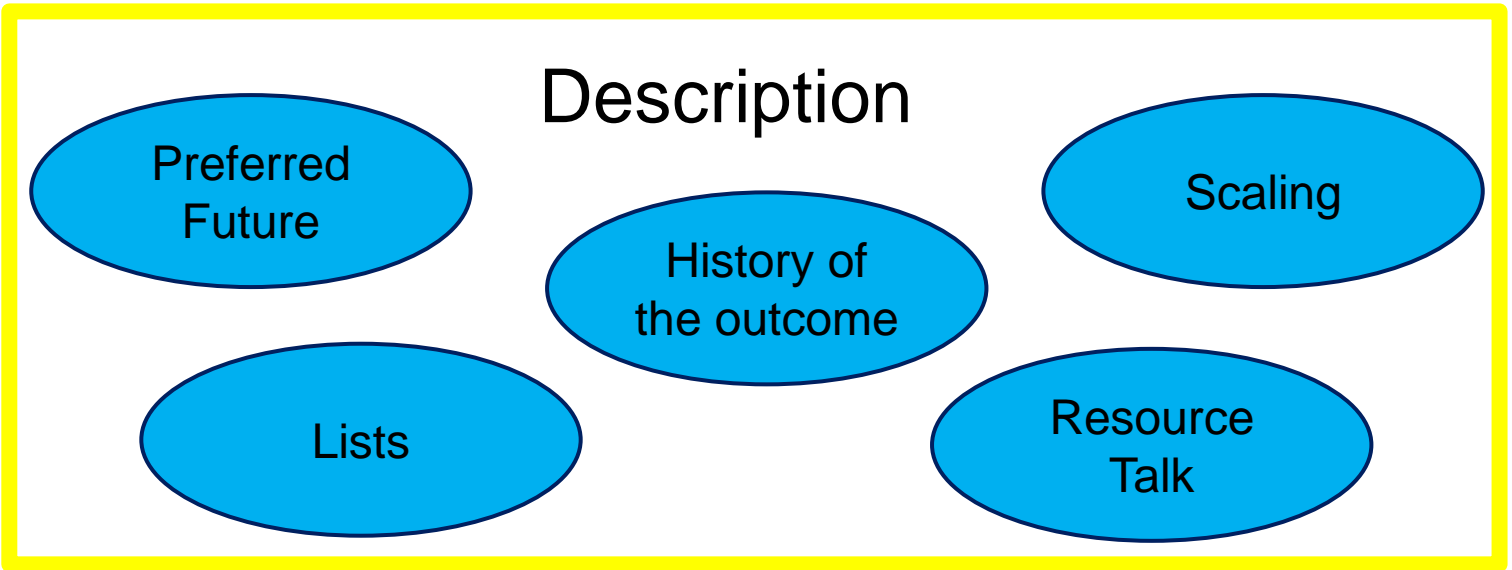 Description
Preferred
Future
Scaling
History of
the outcome
Lists
Resource
Talk